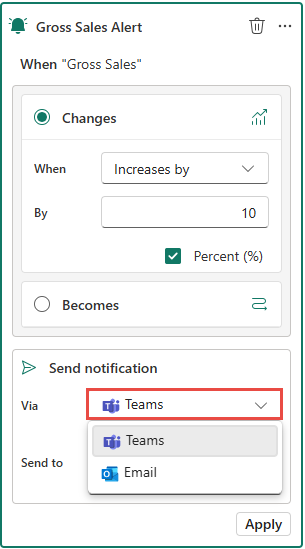 Gross Sales Alert
When "Gross Sales"
Changes
When Increases by
By 10
Percent (%)
Becomes
Send notification
Via Teams
Teams
Send to
Email
Apply